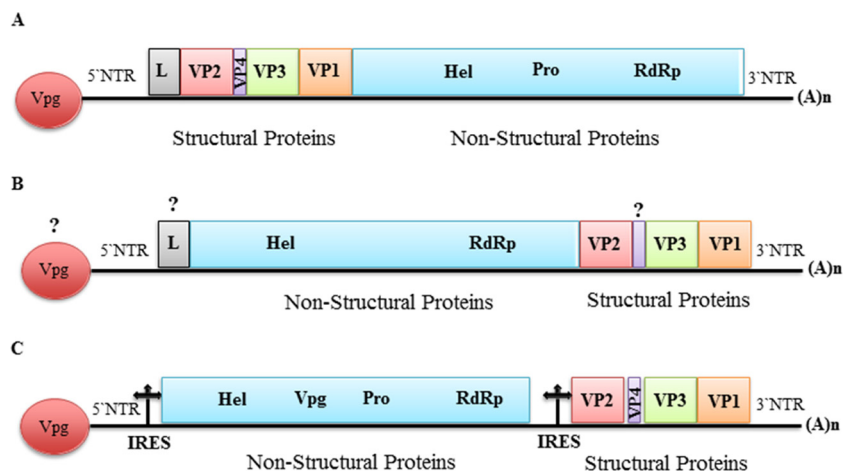 A
5`NTR L VP2 VP4 VP3 VP1 Hel Pro RdRp 3`NTR
Vpg (A)n
Structural Proteins Non-Structural Proteins
B
? ? ?
5`NTR L Hel RdRp VP2 VP3 VP1 3`NTR
Vpg (A)n
Non-Structural Proteins Structural Proteins
C
5`NTR Hel Vpg Pro RdRp VP2 VP4 VP3 VP1 3`NTR
Vpg (A)n
IRES IRES
Non-Structural Proteins Structural Proteins